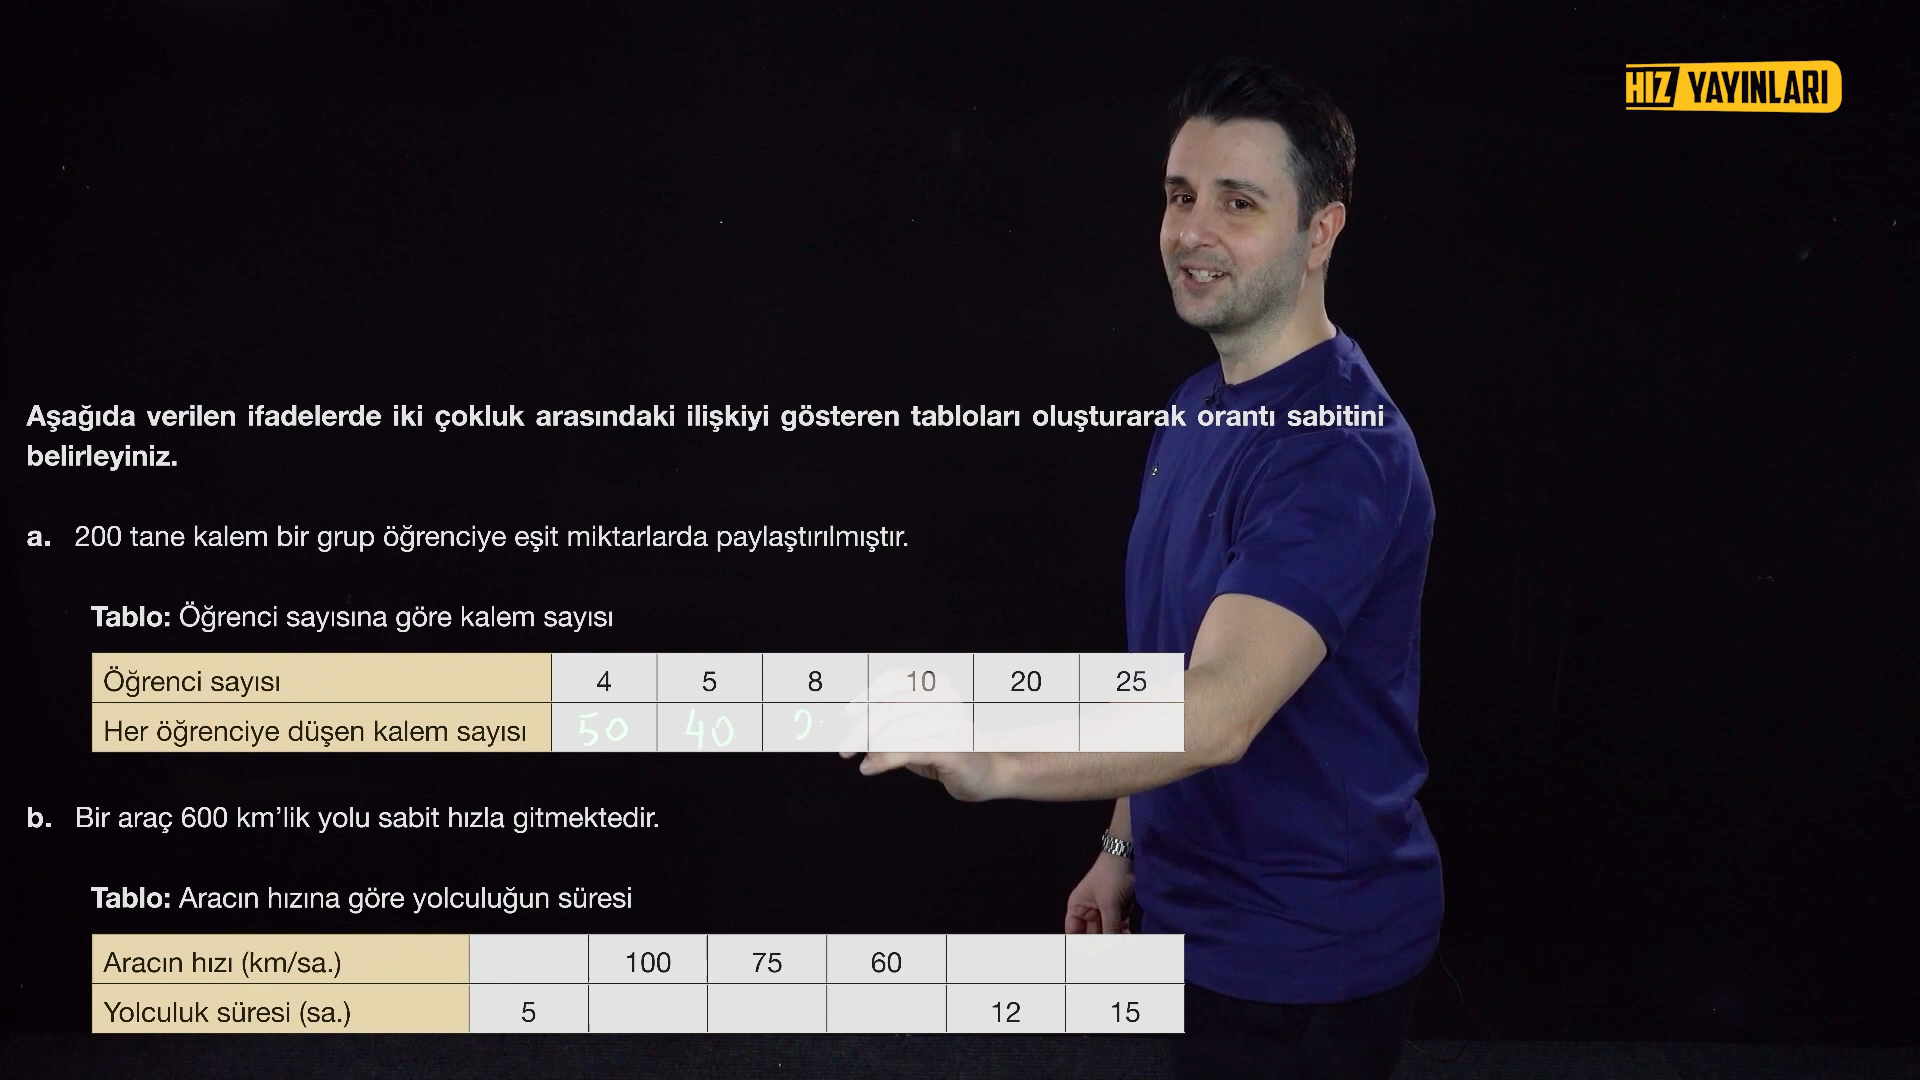 HIZ YAYINLARI
Aşağıda verilen ifadelerde iki çokluk arasındaki ilişkiyi gösteren tabloları oluşturarak orantı sabitini
belirleyiniz.
a. 200 tane kalem bir grup öğrenciye eşit miktarlarda paylaştırılmıştır.
Tablo: Öğrenci sayısına göre kalem sayısı
Öğrenci sayısı 4 5 8 10 20 25
Her öğrenciye düşen kalem sayısı 50 40
b. Bir araç 600 km’lik yolu sabit hızla gitmektedir.
Tablo: Aracın hızına göre yolculuğun süresi
Aracın hızı (km/sa.) 100 75 60
Yolculuk süresi (sa.) 5 12 15